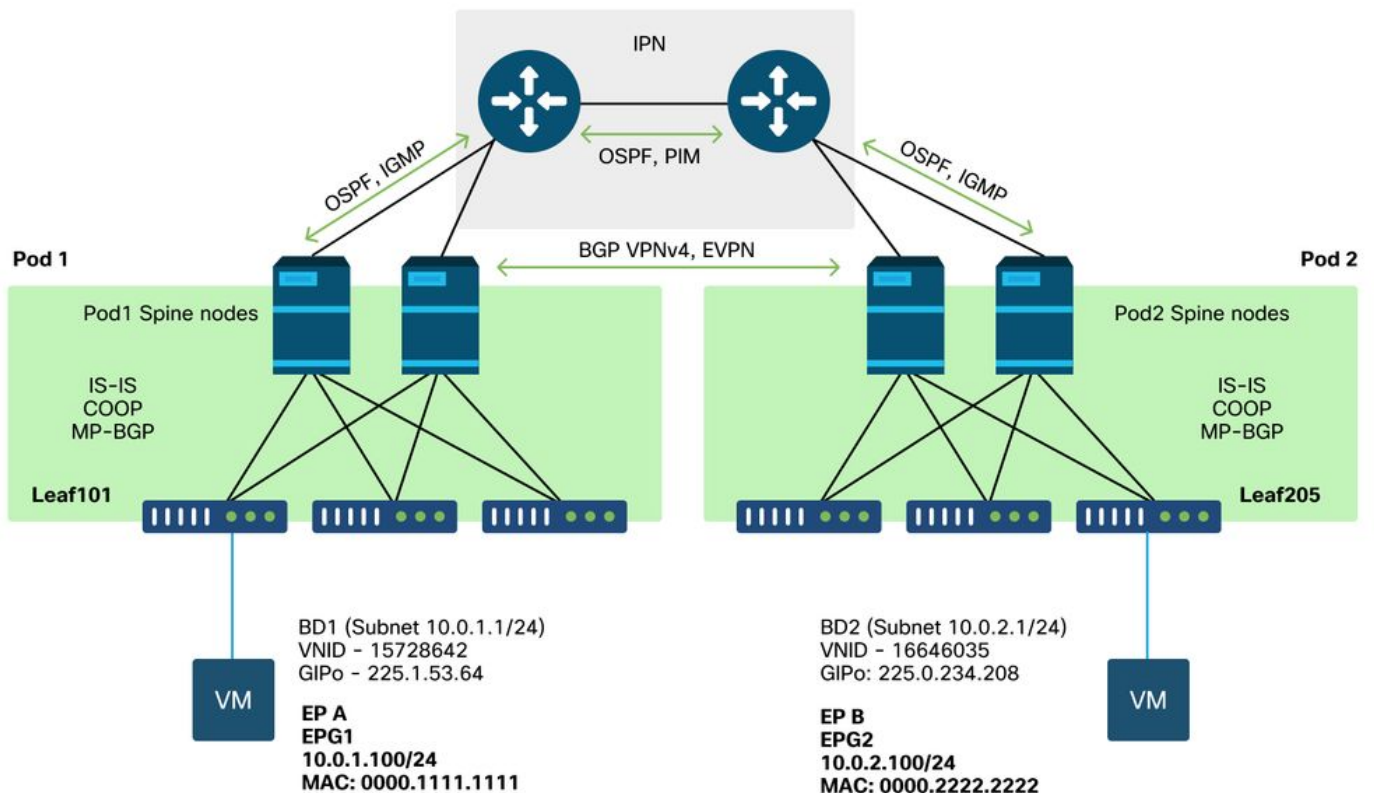 IPN
OSPF, IGMP
OSPF, PIM
OSPF, IGMP
BGP VPNv4, EVPN
Pod 1
Pod 2
Pod1 Spine nodes
Pod2 Spine nodes
IS-IS
COOP
MP-BGP
IS-IS
COOP
MP-BGP
Leaf101
Leaf205
BD1 (Subnet 10.0.1.1/24)
VNID - 15728642
GIPo - 225.1.53.64
VM
EP A
EPG1
10.0.1.100/24
MAC: 0000.1111.1111
BD2 (Subnet 10.0.2.1/24)
VNID - 16646035
GIPo: 225.0.234.208
EP B
EPG2
10.0.2.100/24
MAC: 0000.2222.2222
VM